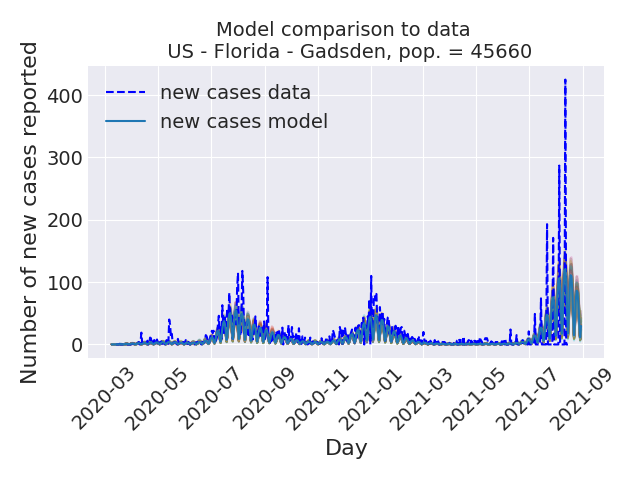 Model comparison to data
US - Florida - Gadsden, pop. = 45660
new cases data
new cases model
Number of new cases reported
400
300
200
100
0
2020-03
2020-05
2020-07
2020-09
2020-11
2021-01
2021-03
2021-05
2021-07
2021-09
Day